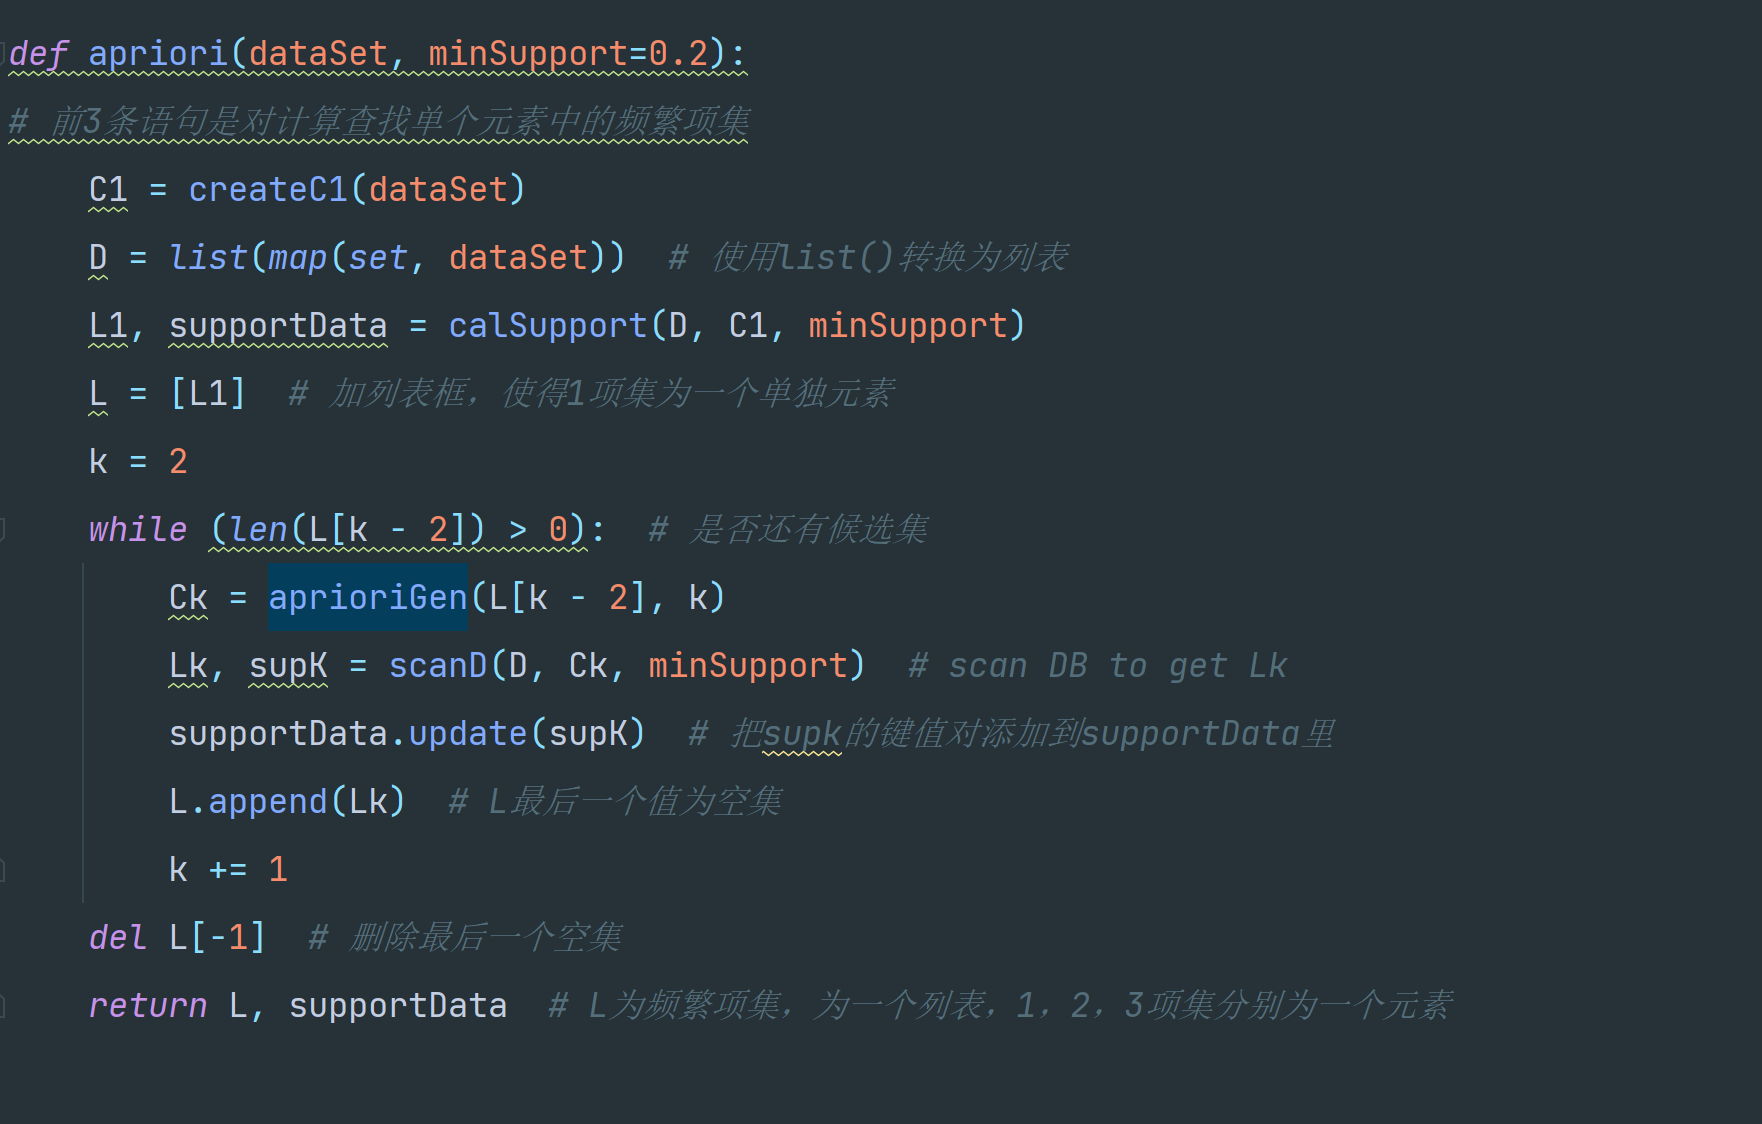 def apriori(dataSet, minSupport=0.2):
# 前3条语句是对计算查找单个元素中的频繁项集
    C1 = createC1(dataSet)
    D = list(map(set, dataSet))  # 使用list()转换为列表
    L1, supportData = calSupport(D, C1, minSupport)
    L = [L1]  # 加列表框，使得1项集为一个单独元素
    k = 2
    while (len(L[k - 2]) > 0):  # 是否还有候选集
        Ck = aprioriGen(L[k - 2], k)
        Lk, supK = scanD(D, Ck, minSupport)  # scan DB to get Lk
        supportData.update(supK)  # 把supk的键值对添加到supportData里
        L.append(Lk)  # L最后一个值为空集
        k += 1
    del L[-1]  # 删除最后一个空集
    return L, supportData  # L为频繁项集，为一个列表，1，2，3项集分别为一个元素